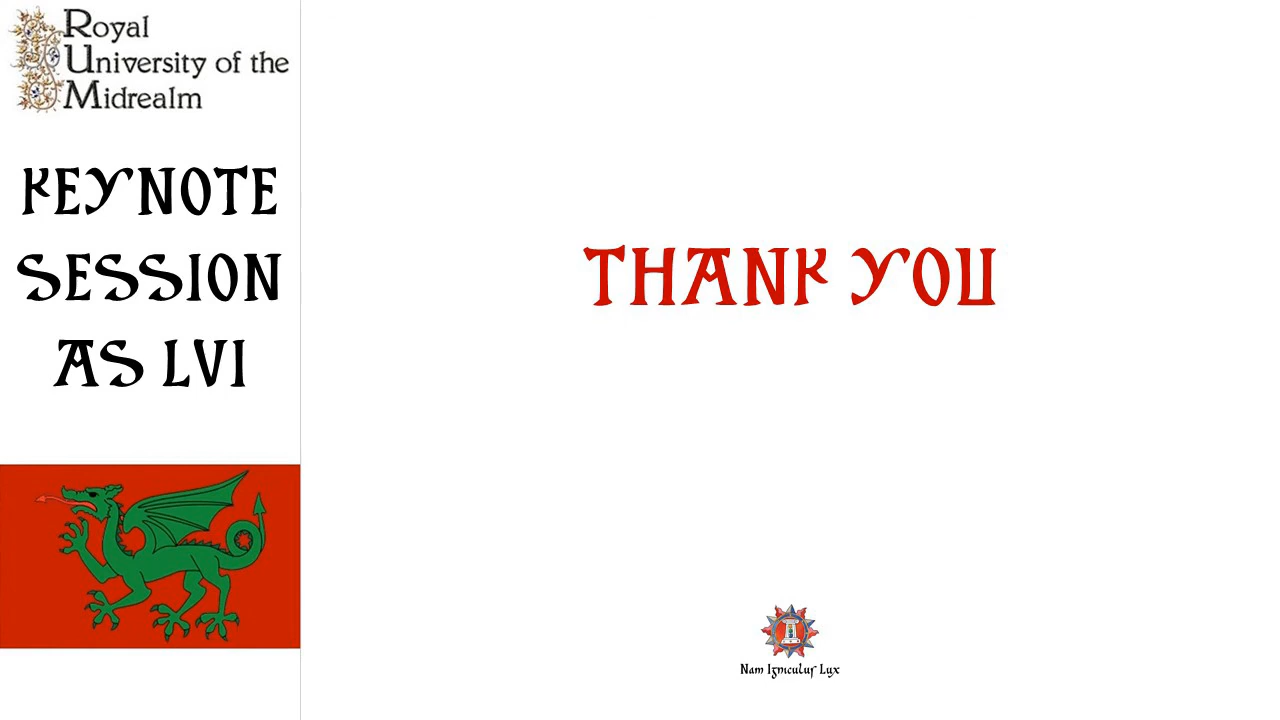 Royal
University of the
Midrealm
KEYNOTE
SESSION
AS LVI
THANK YOU
Nam Igniculus Lux